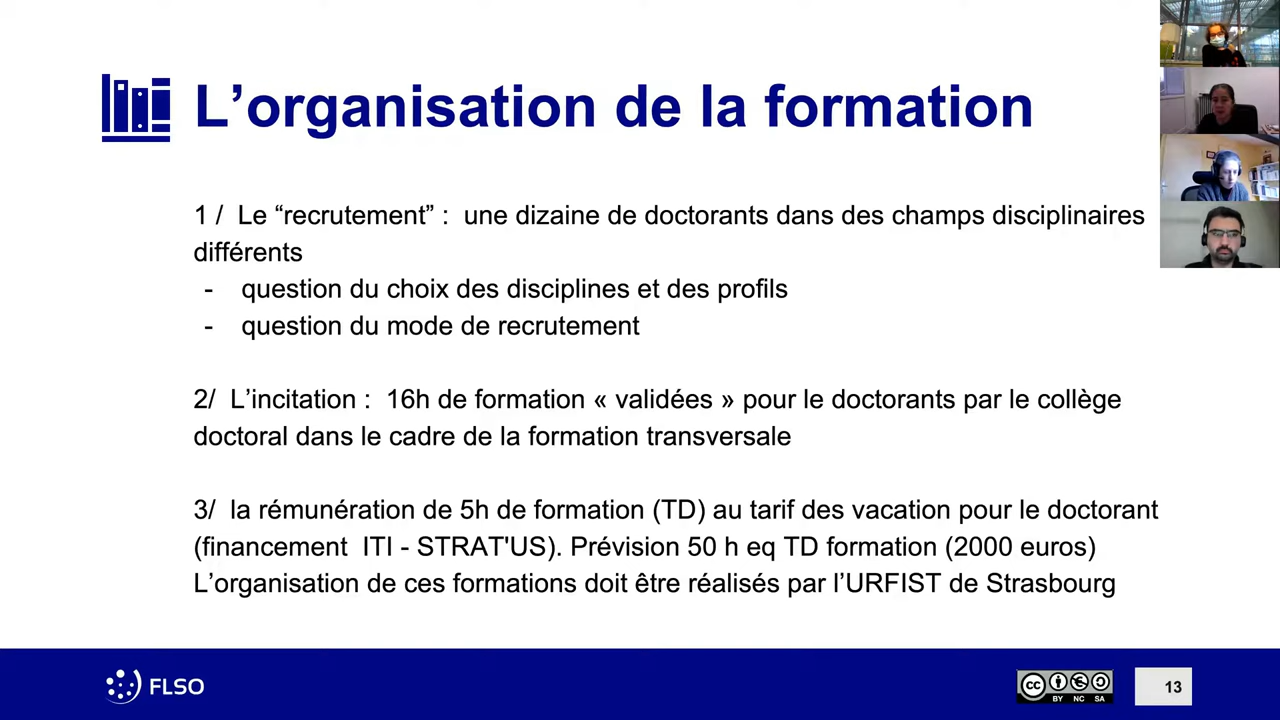 L’organisation de la formation
1 /  Le “recrutement” :  une dizaine de doctorants dans des champs disciplinaires
différents
-   question du choix des disciplines et des profils
-   question du mode de recrutement
2/  L’incitation :  16h de formation « validées » pour le doctorants par le collège
doctoral dans le cadre de la formation transversale
3/  la rémunération de 5h de formation (TD) au tarif des vacation pour le doctorant
(financement  ITI - STRAT'US). Prévision 50 h eq TD formation (2000 euros)
L’organisation de ces formations doit être réalisés par l’URFIST de Strasbourg
FLSO
cc
BY NC SA
13